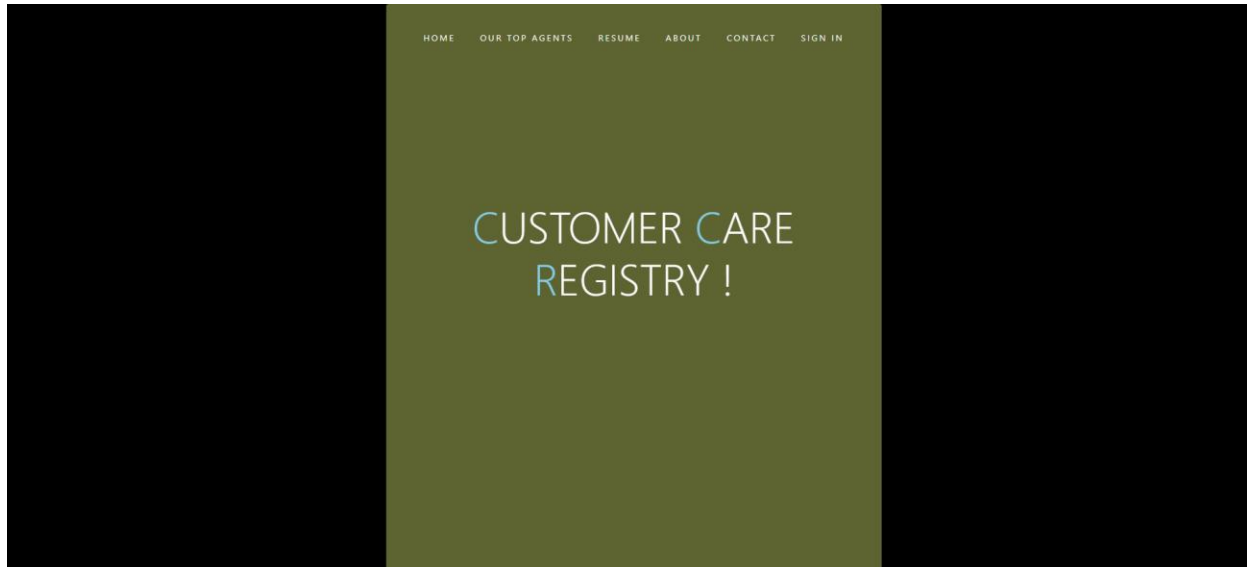 HOME OUR TOP AGENTS RESUME ABOUT CONTACT SIGN IN
CUSTOMER CARE
REGISTRY !